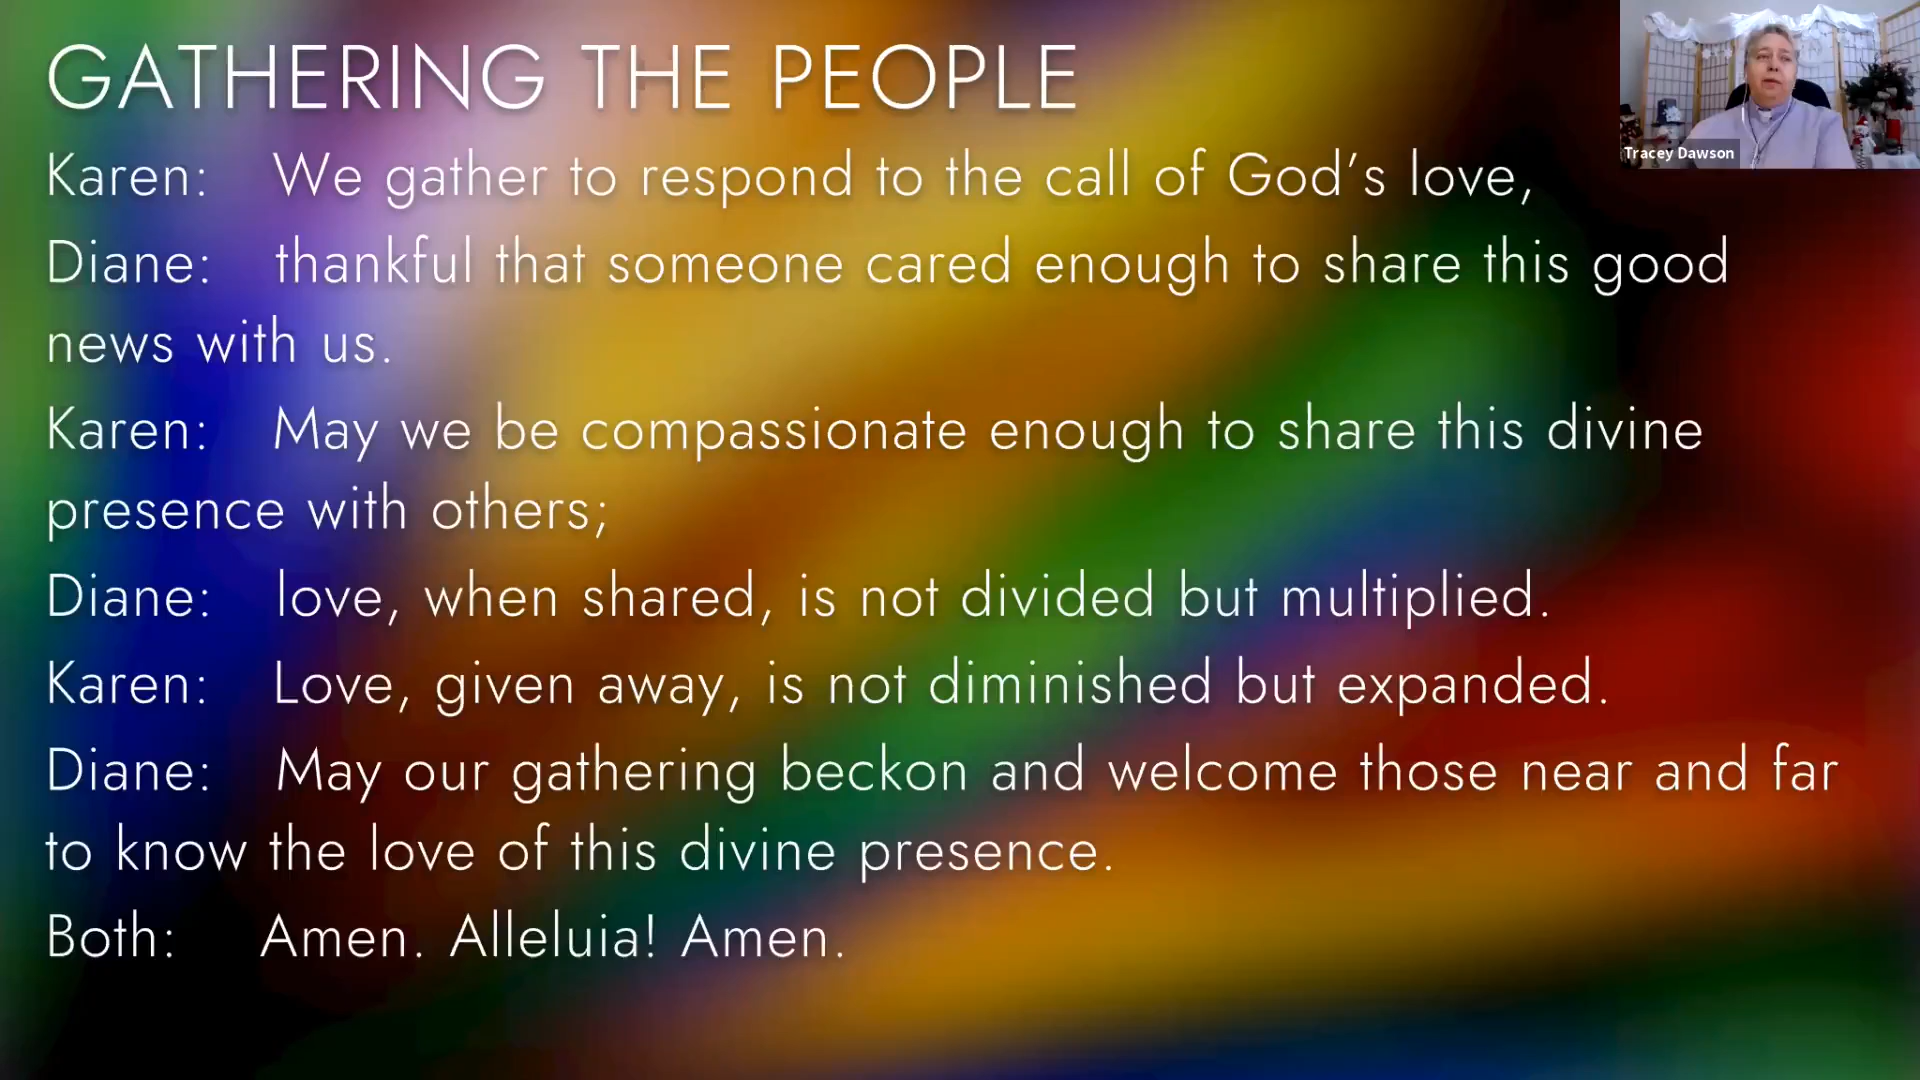 GATHERING THE PEOPLE
Karen: We gather to respond to the call of God's love,
Diane: thankful that someone cared enough to share this good
news with us.
Karen: May we be compassionate enough to share this divine
presence with others;
Diane: love, when shared, is not divided but multiplied.
Karen: Love, given away, is not diminished but expanded.
Diane: May our gathering beckon and welcome those near and far
to know the love of this divine presence.
Both: Amen. Alleluia! Amen.
Tracey Dawson